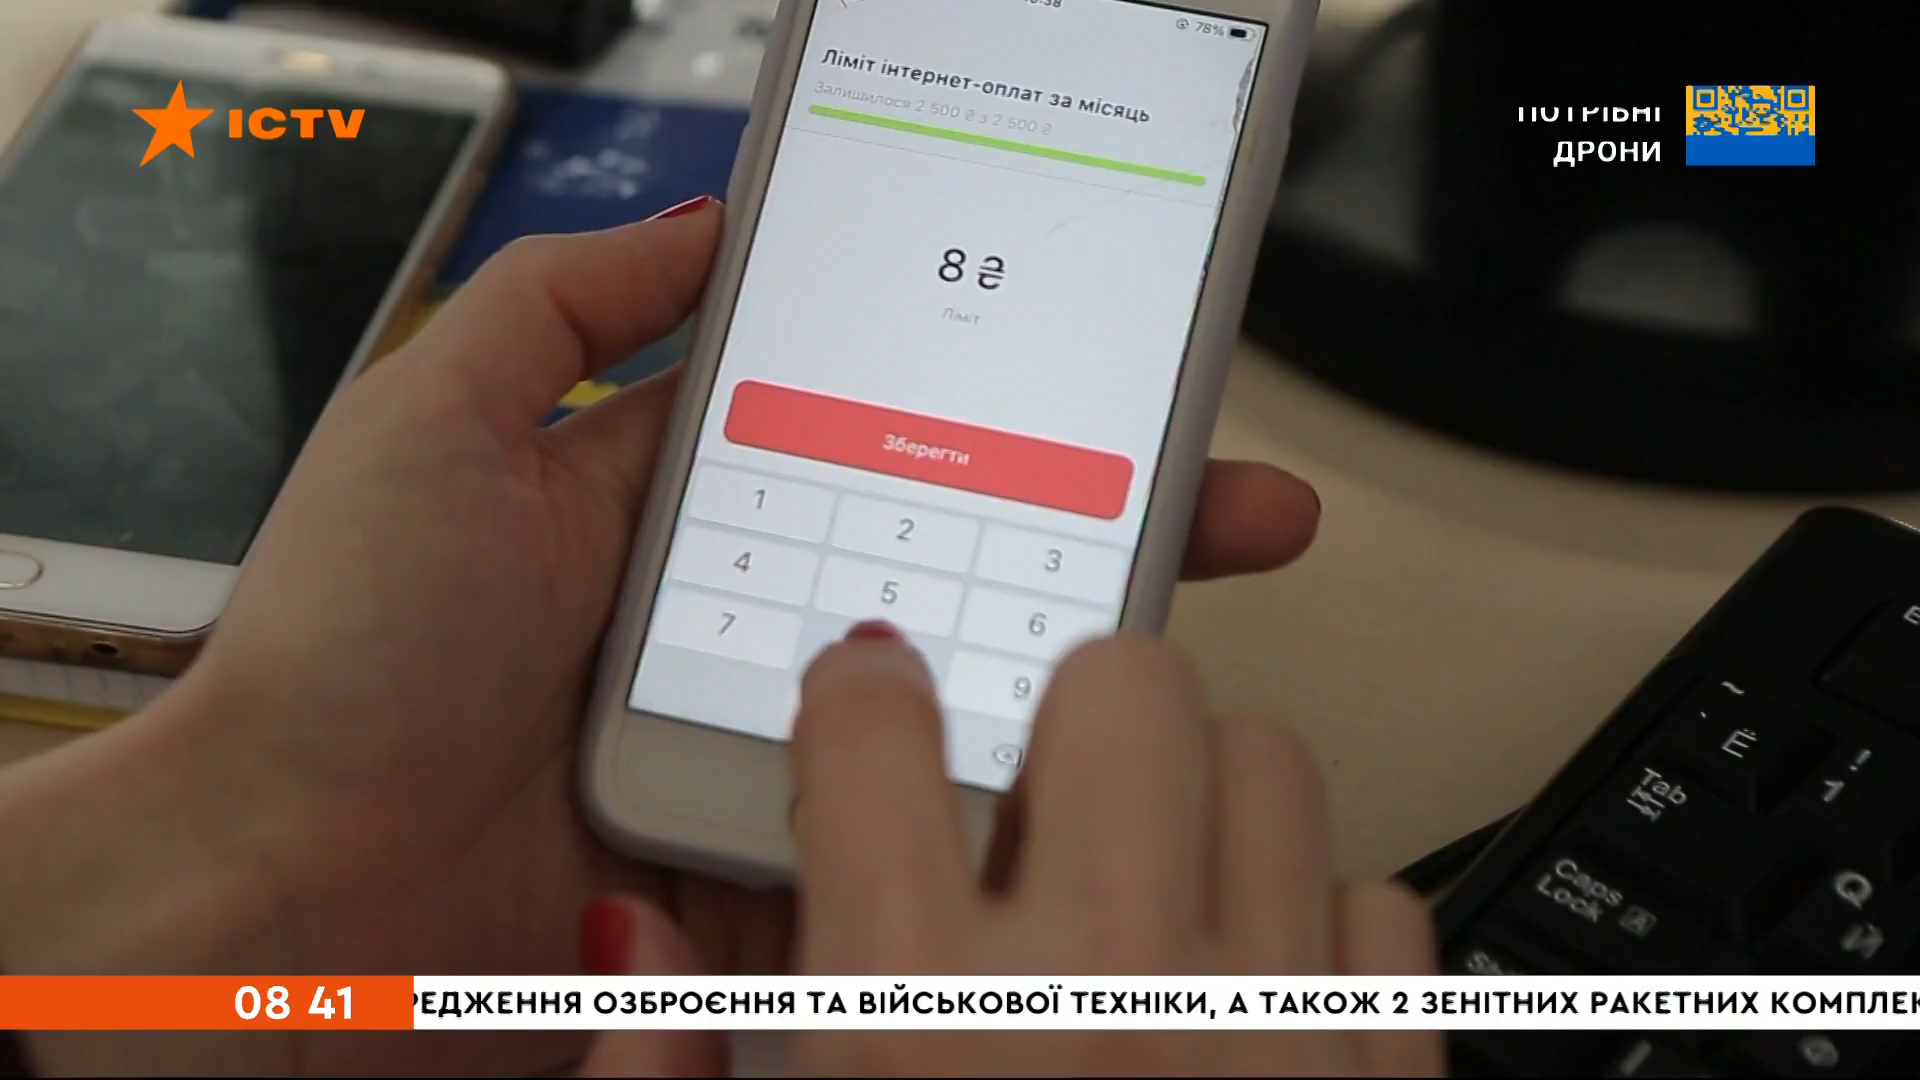 ICTV
ПОТРІБНІ
ДРОНИ
78%
Ліміт інтернет-оплат за місяць
Залишилося 2 500 ₴ з 2 500 ₴
8 ₴
Ліміт
Зберегти
1
2
3
4
5
6
7
9
~
Ё
!
1
Tab
Q
Й
Caps
Lock
A
08 41
РЕДЖЕННЯ ОЗБРОЄННЯ ТА ВІЙСЬКОВОЇ ТЕХНІКИ, А ТАКОЖ 2 ЗЕНІТНИХ РАКЕТНИХ КОМПЛЕК